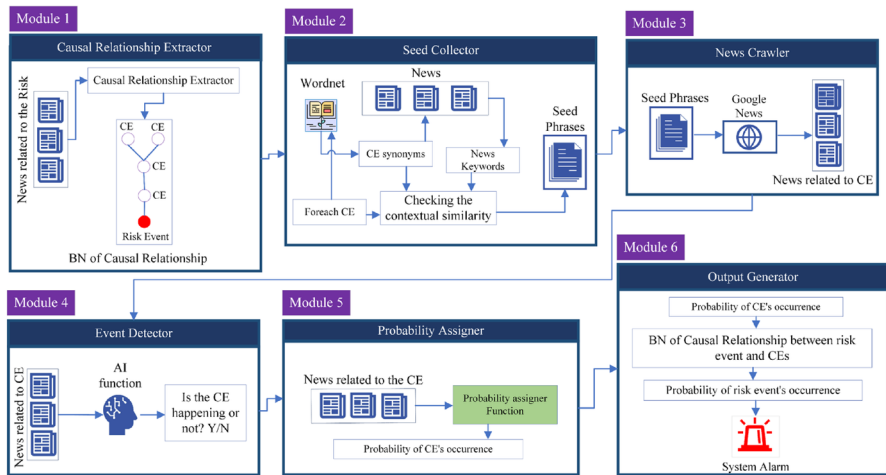 Module 1
Causal Relationship Extractor
News related ro the Risk
Causal Relationship Extractor
CE
CE
CE
CE
Risk Event
BN of Causal Relationship
Module 2
Seed Collector
Wordnet
News
CE synonyms
News
Keywords
Foreach CE
Checking the
contextual similarity
Seed
Phrases
Module 3
News Crawler
Seed Phrases
Google
News
News related to CE
Module 4
Event Detector
News related to CE
AI
function
Is the CE
happening or
not? Y/N
Module 5
Probability Assigner
News related to the CE
Probability assigner
Function
Probability of CE's occurrence
Module 6
Output Generator
Probability of CE's occurrence
BN of Causal Relationship between risk
event and CEs
Probability of risk event's occurrence
System Alarm